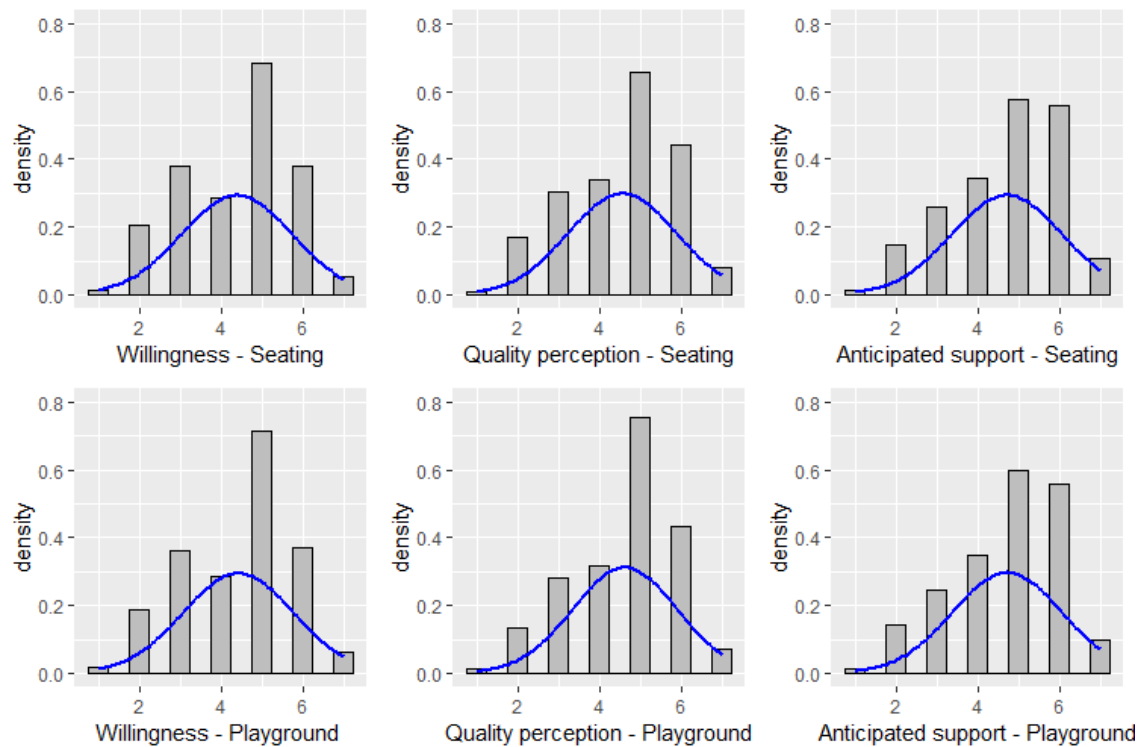 0.8
0.6
0.4
0.2
0.0
density
2 4 6
Willingness - Seating
0.8
0.6
0.4
0.2
0.0
density
2 4 6
Quality perception - Seating
0.8
0.6
0.4
0.2
0.0
density
2 4 6
Anticipated support - Seating
0.8
0.6
0.4
0.2
0.0
density
2 4 6
Willingness - Playground
0.8
0.6
0.4
0.2
0.0
density
2 4 6
Quality perception - Playground
0.8
0.6
0.4
0.2
0.0
density
2 4 6
Anticipated support - Playground